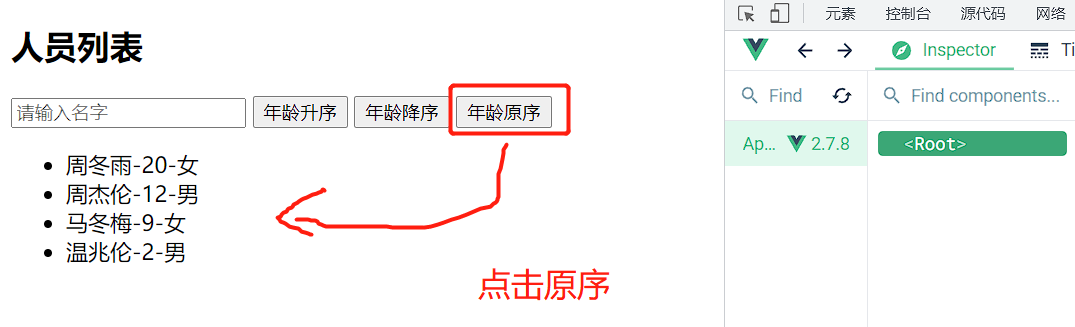 人员列表
请输入名字 年龄升序 年龄降序 年龄原序
周冬雨-20-女
周杰伦-12-男
马冬梅-9-女
温兆伦-2-男
点击原序
元素 控制台 源代码 网络
Inspector Ti
Find Find components...
Ap... 2.7.8 <Root>